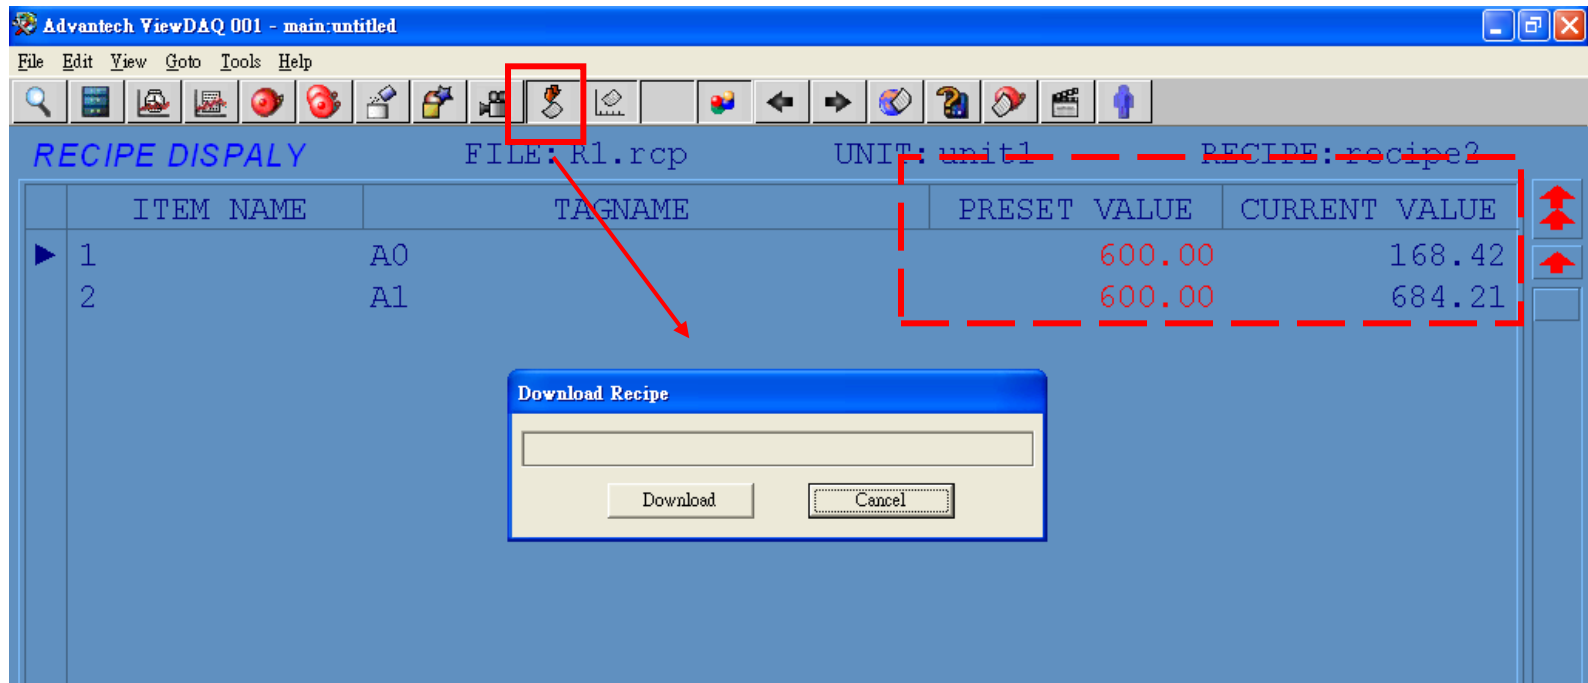 Advantech ViewDAQ 001 - main:untitled
File Edit View Goto Tools Help
RECIPE DISPALY FILE: R1.rcp UNIT: unit1 RECIPE: recipe2
ITEM NAME TAGNAME PRESET VALUE CURRENT VALUE
1 A0 600.00 168.42
2 A1 600.00 684.21
Download Recipe
Download Cancel